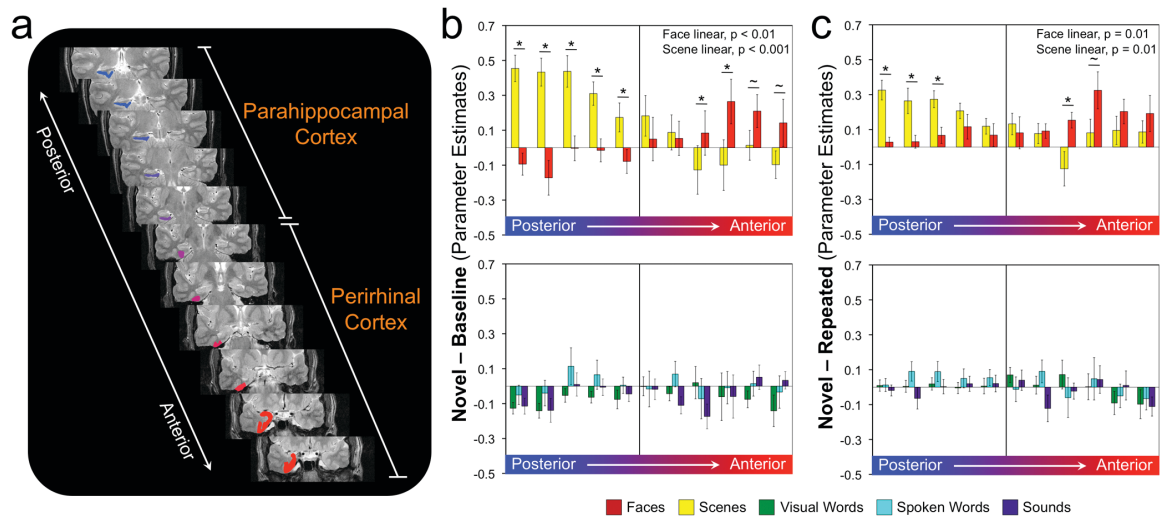 a
Posterior
Anterior
Parahippocampal
Cortex
Perirhinal
Cortex
b
Novel – Baseline (Parameter Estimates)
0.7
0.5
0.3
0.1
-0.1
-0.3
-0.5
Face linear, p < 0.01
Scene linear, p < 0.001
* * * * * * * ~ ~
Posterior Anterior
0.7
0.5
0.3
0.1
-0.1
-0.3
-0.5
Posterior Anterior
c
Novel – Repeated (Parameter Estimates)
0.7
0.5
0.3
0.1
-0.1
-0.3
-0.5
Face linear, p = 0.01
Scene linear, p = 0.01
* * * * ~
Posterior Anterior
0.7
0.5
0.3
0.1
-0.1
-0.3
-0.5
Posterior Anterior
Faces Scenes Visual Words Spoken Words Sounds